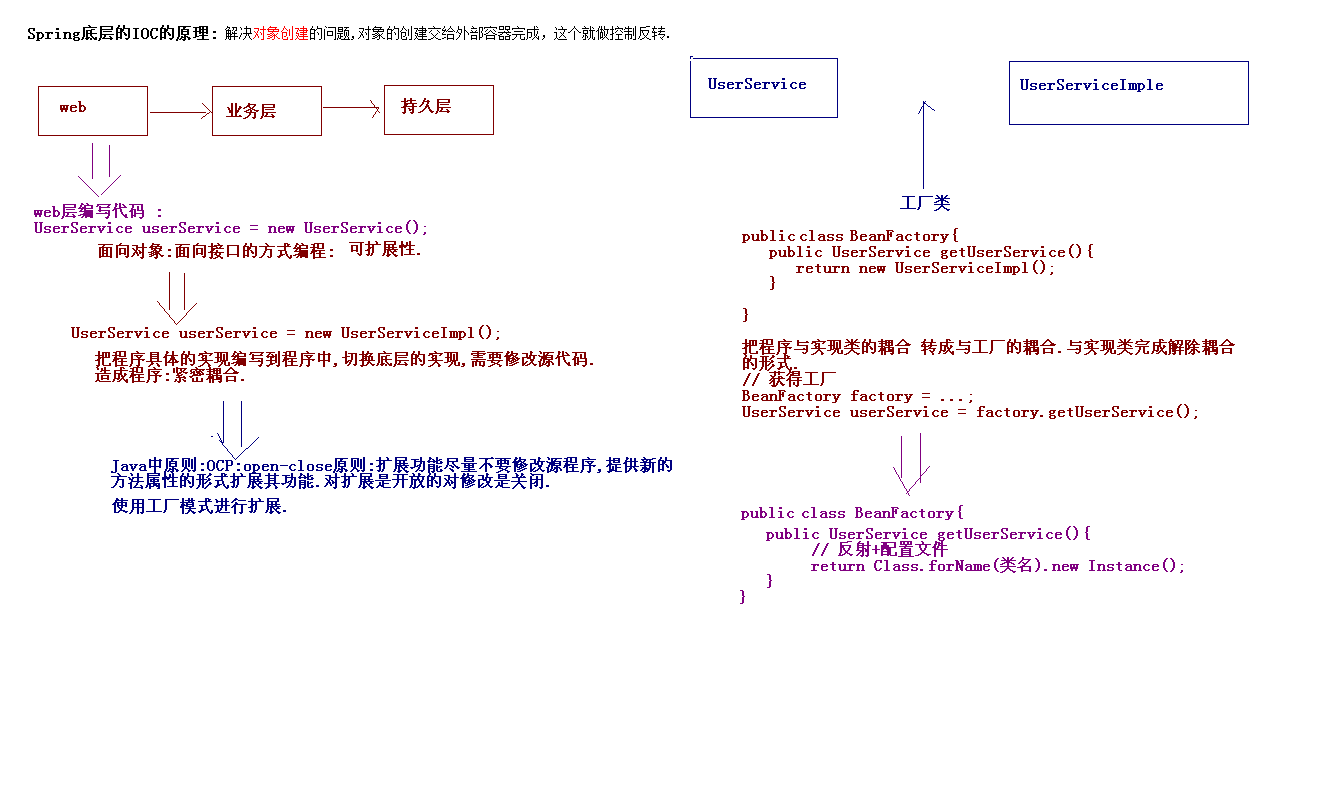 Spring底层的IOC的原理: 解决对象创建的问题,对象的创建交给外部容器完成，这个就做控制反转.
web
业务层
持久层
web层编写代码 :
UserService userService = new UserService();
面向对象:面向接口的方式编程: 可扩展性.
UserService userService = new UserServiceImpl();
把程序具体的实现编写到程序中,切换底层的实现,需要修改源代码.
造成程序:紧密耦合.
Java中原则:OCP:open-close原则:扩展功能尽量不要修改源程序,提供新的
方法属性的形式扩展其功能.对扩展是开放的对修改是关闭.
使用工厂模式进行扩展.
UserService
UserServiceImple
工厂类
public class BeanFactory{
public UserService getUserService(){
return new UserServiceImpl();
}
}
把程序与实现类的耦合 转成与工厂的耦合.与实现类完成解除耦合
的形式.
// 获得工厂
BeanFactory factory = ...;
UserService userService = factory.getUserService();
public class BeanFactory{
public UserService getUserService(){
// 反射+配置文件
return Class.forName(类名).new Instance();
}
}